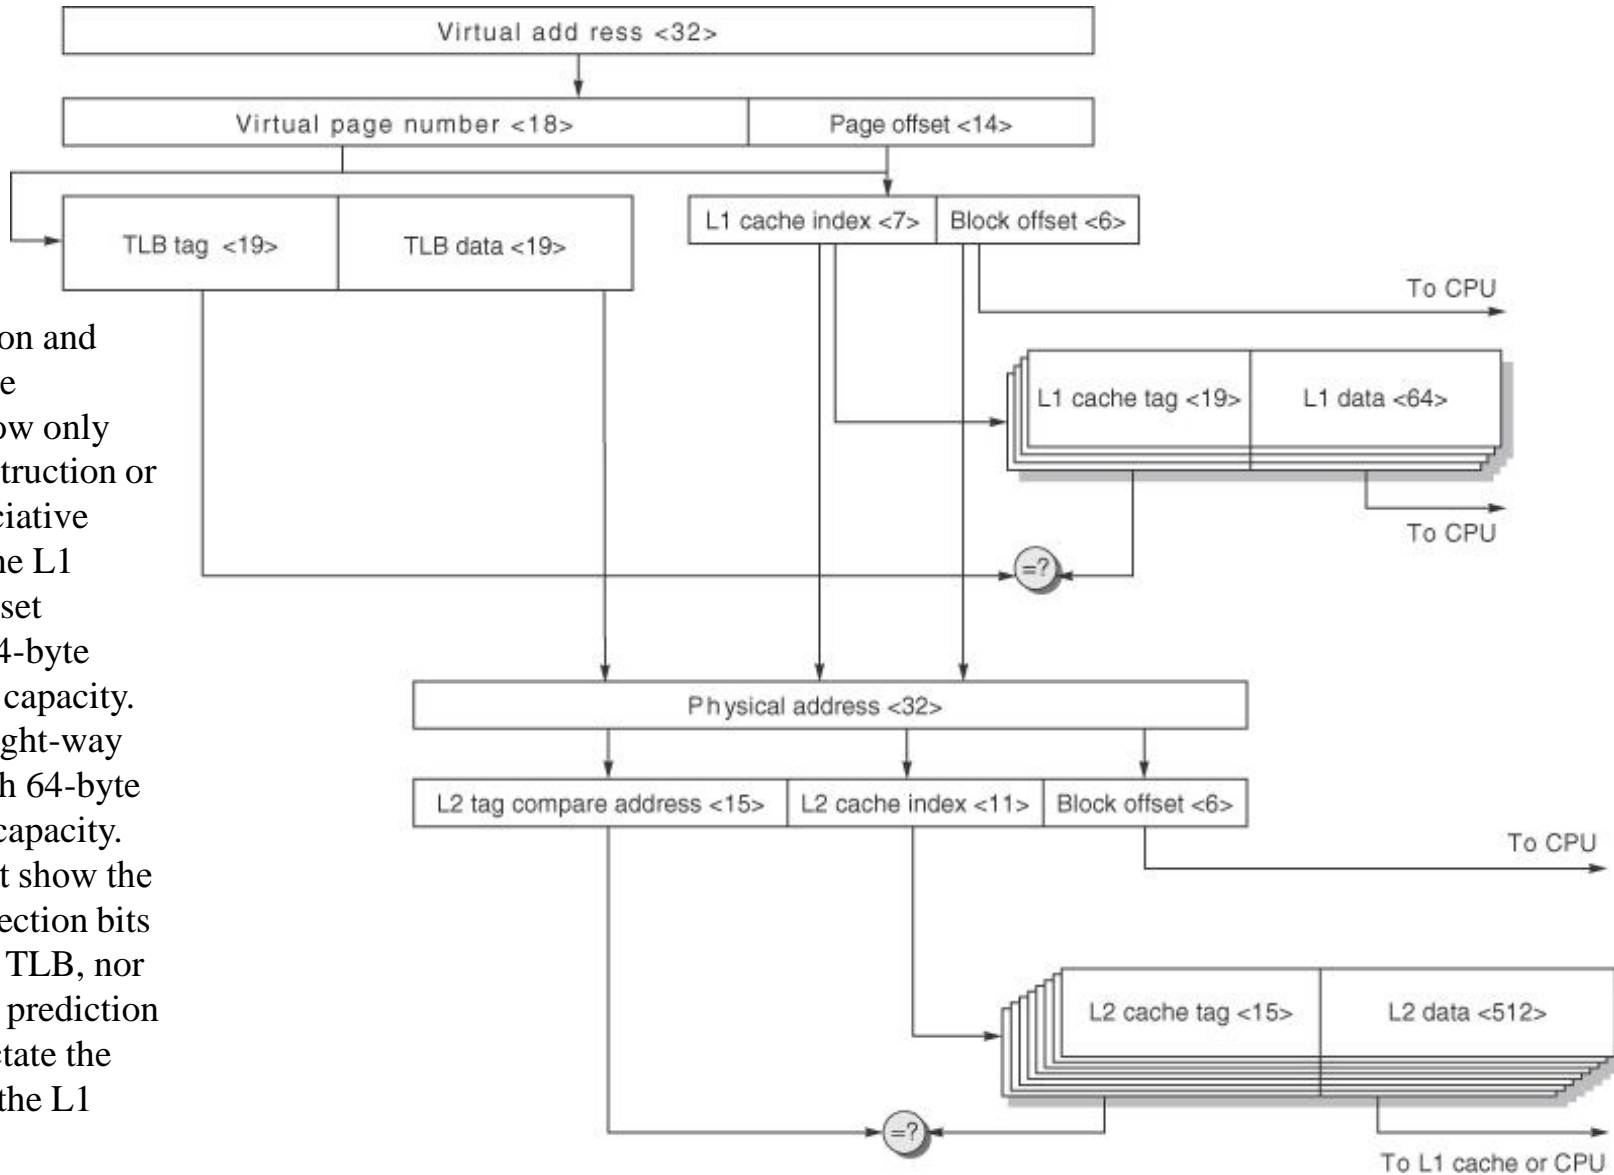 Virtual add ress <32>
Virtual page number <18>
Page offset <14>
TLB tag <19>
TLB data <19>
L1 cache index <7>
Block offset <6>
To CPU
L1 cache tag <19>
L1 data <64>
To CPU
=?
Physical address <32>
L2 tag compare address <15>
L2 cache index <11>
Block offset <6>
To CPU
L2 cache tag <15>
L2 data <512>
=?
To L1 cache or CPU
on and
e
ow only
struction or
ciative
he L1
set
4-byte
capacity.
ght-way
h 64-byte
capacity.
t show the
ection bits
TLB, nor
prediction
ctate the
the L1